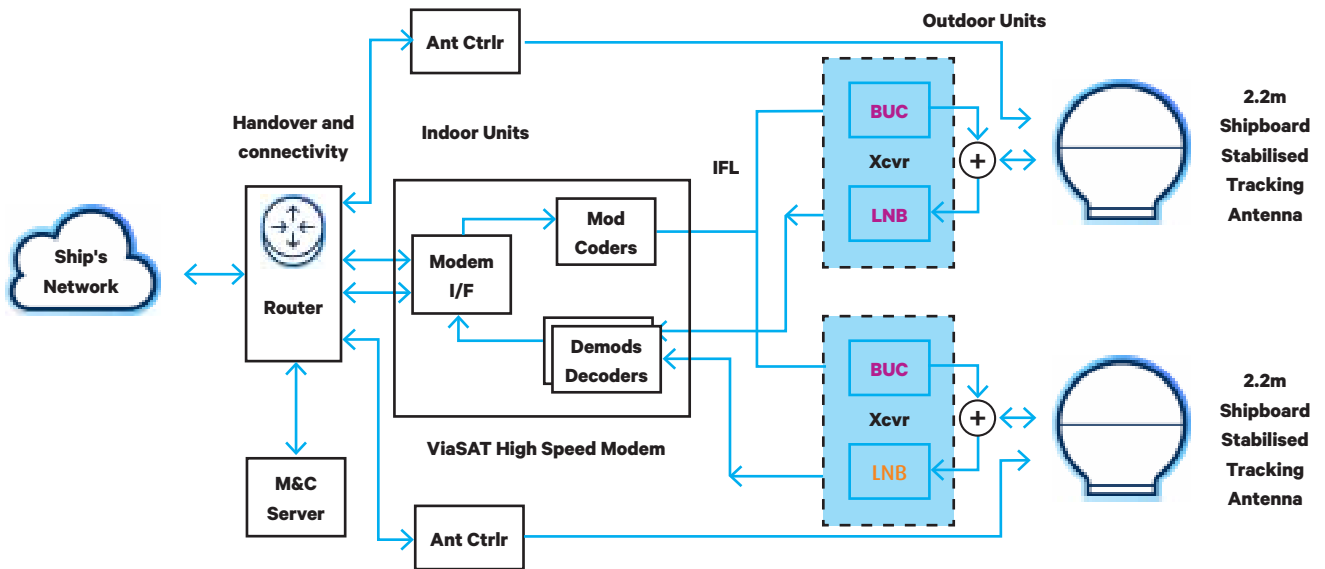 Outdoor Units
Ant Ctrlr
2.2m
Shipboard
Stabilised
Tracking
Antenna
BUC
Xcvr
LNB
+
Handover and
connectivity
Indoor Units
IFL
Ship's
Network
Router
Modem
I/F
Mod
Coders
Demods
Decoders
ViaSAT High Speed Modem
BUC
Xcvr
LNB
+
2.2m
Shipboard
Stabilised
Tracking
Antenna
M&C
Server
Ant Ctrlr